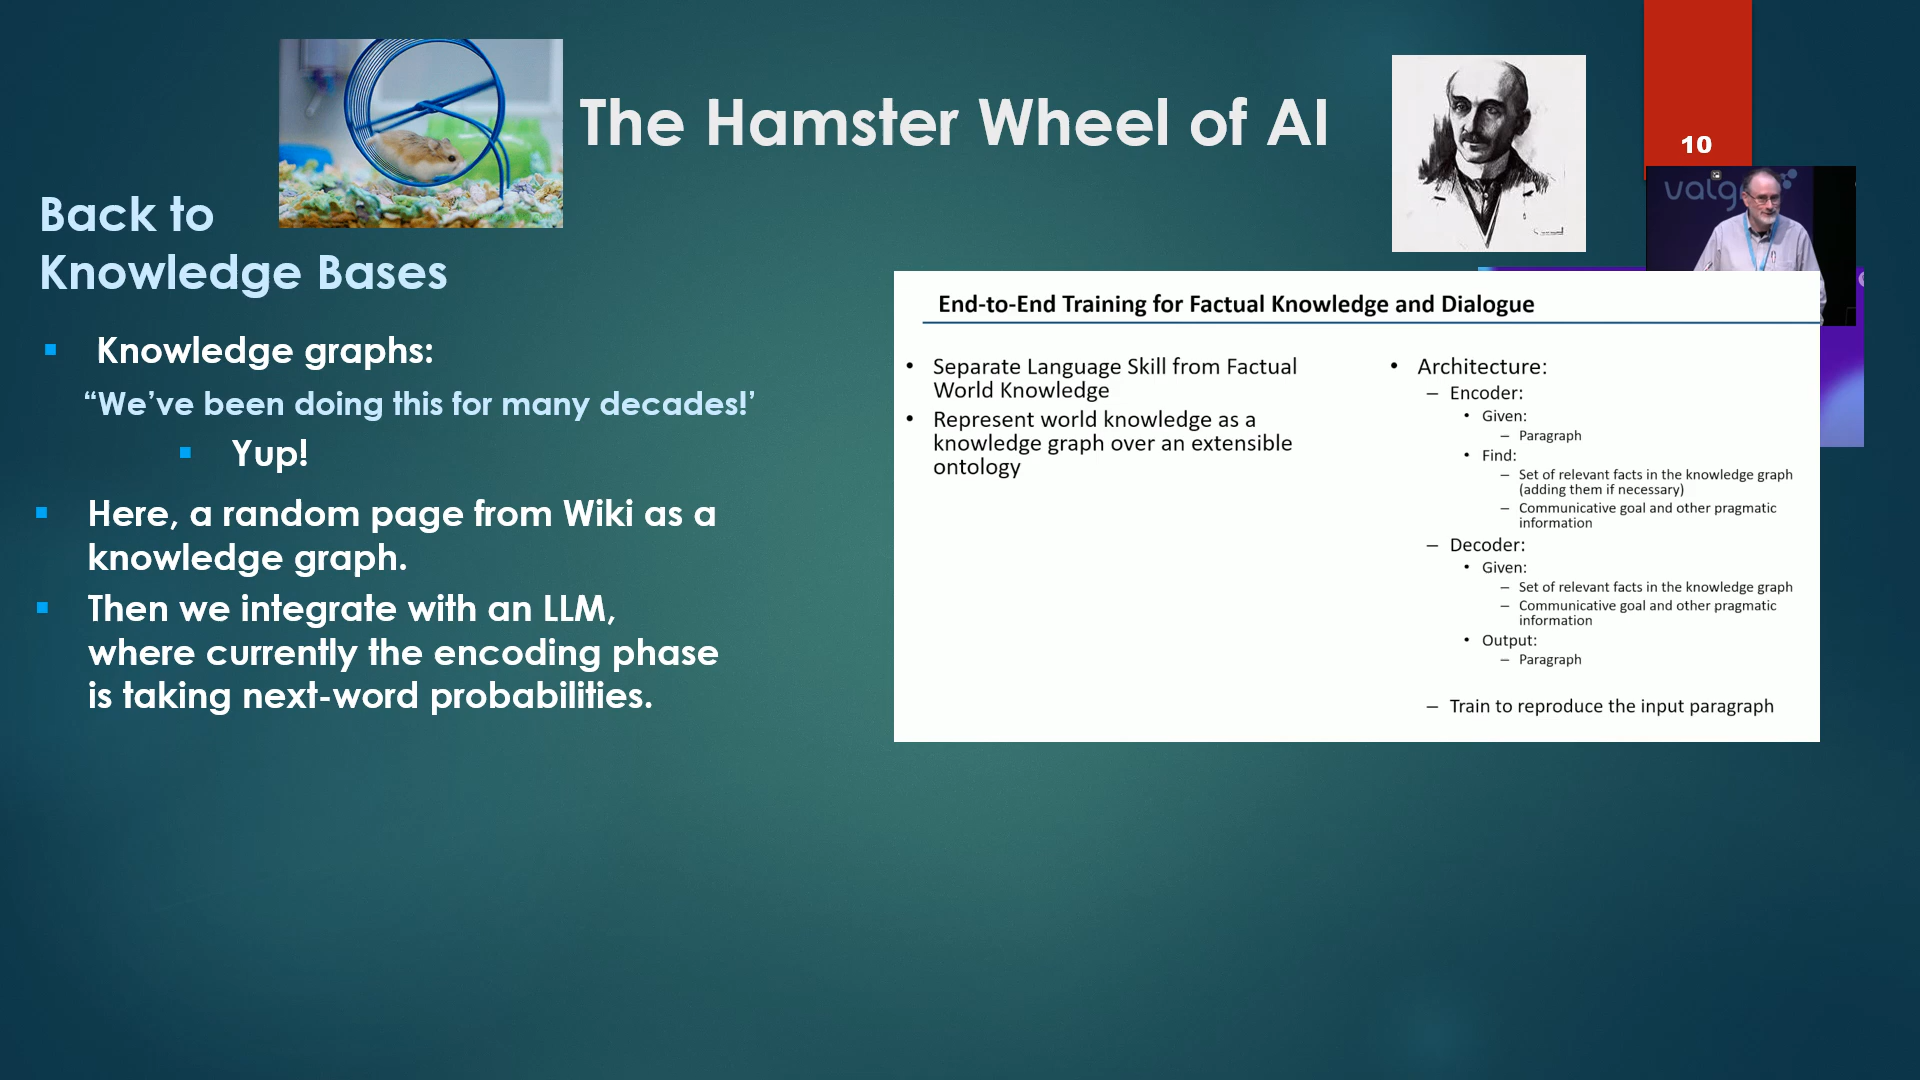 The Hamster Wheel of AI
10
Back to
Knowledge Bases
▪ Knowledge graphs:
“We’ve been doing this for many decades!’
▪ Yup!
▪ Here, a random page from Wiki as a
knowledge graph.
▪ Then we integrate with an LLM,
where currently the encoding phase
is taking next-word probabilities.
End-to-End Training for Factual Knowledge and Dialogue
• Separate Language Skill from Factual
World Knowledge
• Represent world knowledge as a
knowledge graph over an extensible
ontology
• Architecture:
– Encoder:
• Given:
– Paragraph
• Find:
– Set of relevant facts in the knowledge graph
(adding them if necessary)
– Communicative goal and other pragmatic
information
– Decoder:
• Given:
– Set of relevant facts in the knowledge graph
– Communicative goal and other pragmatic
information
• Output:
– Paragraph
– Train to reproduce the input paragraph